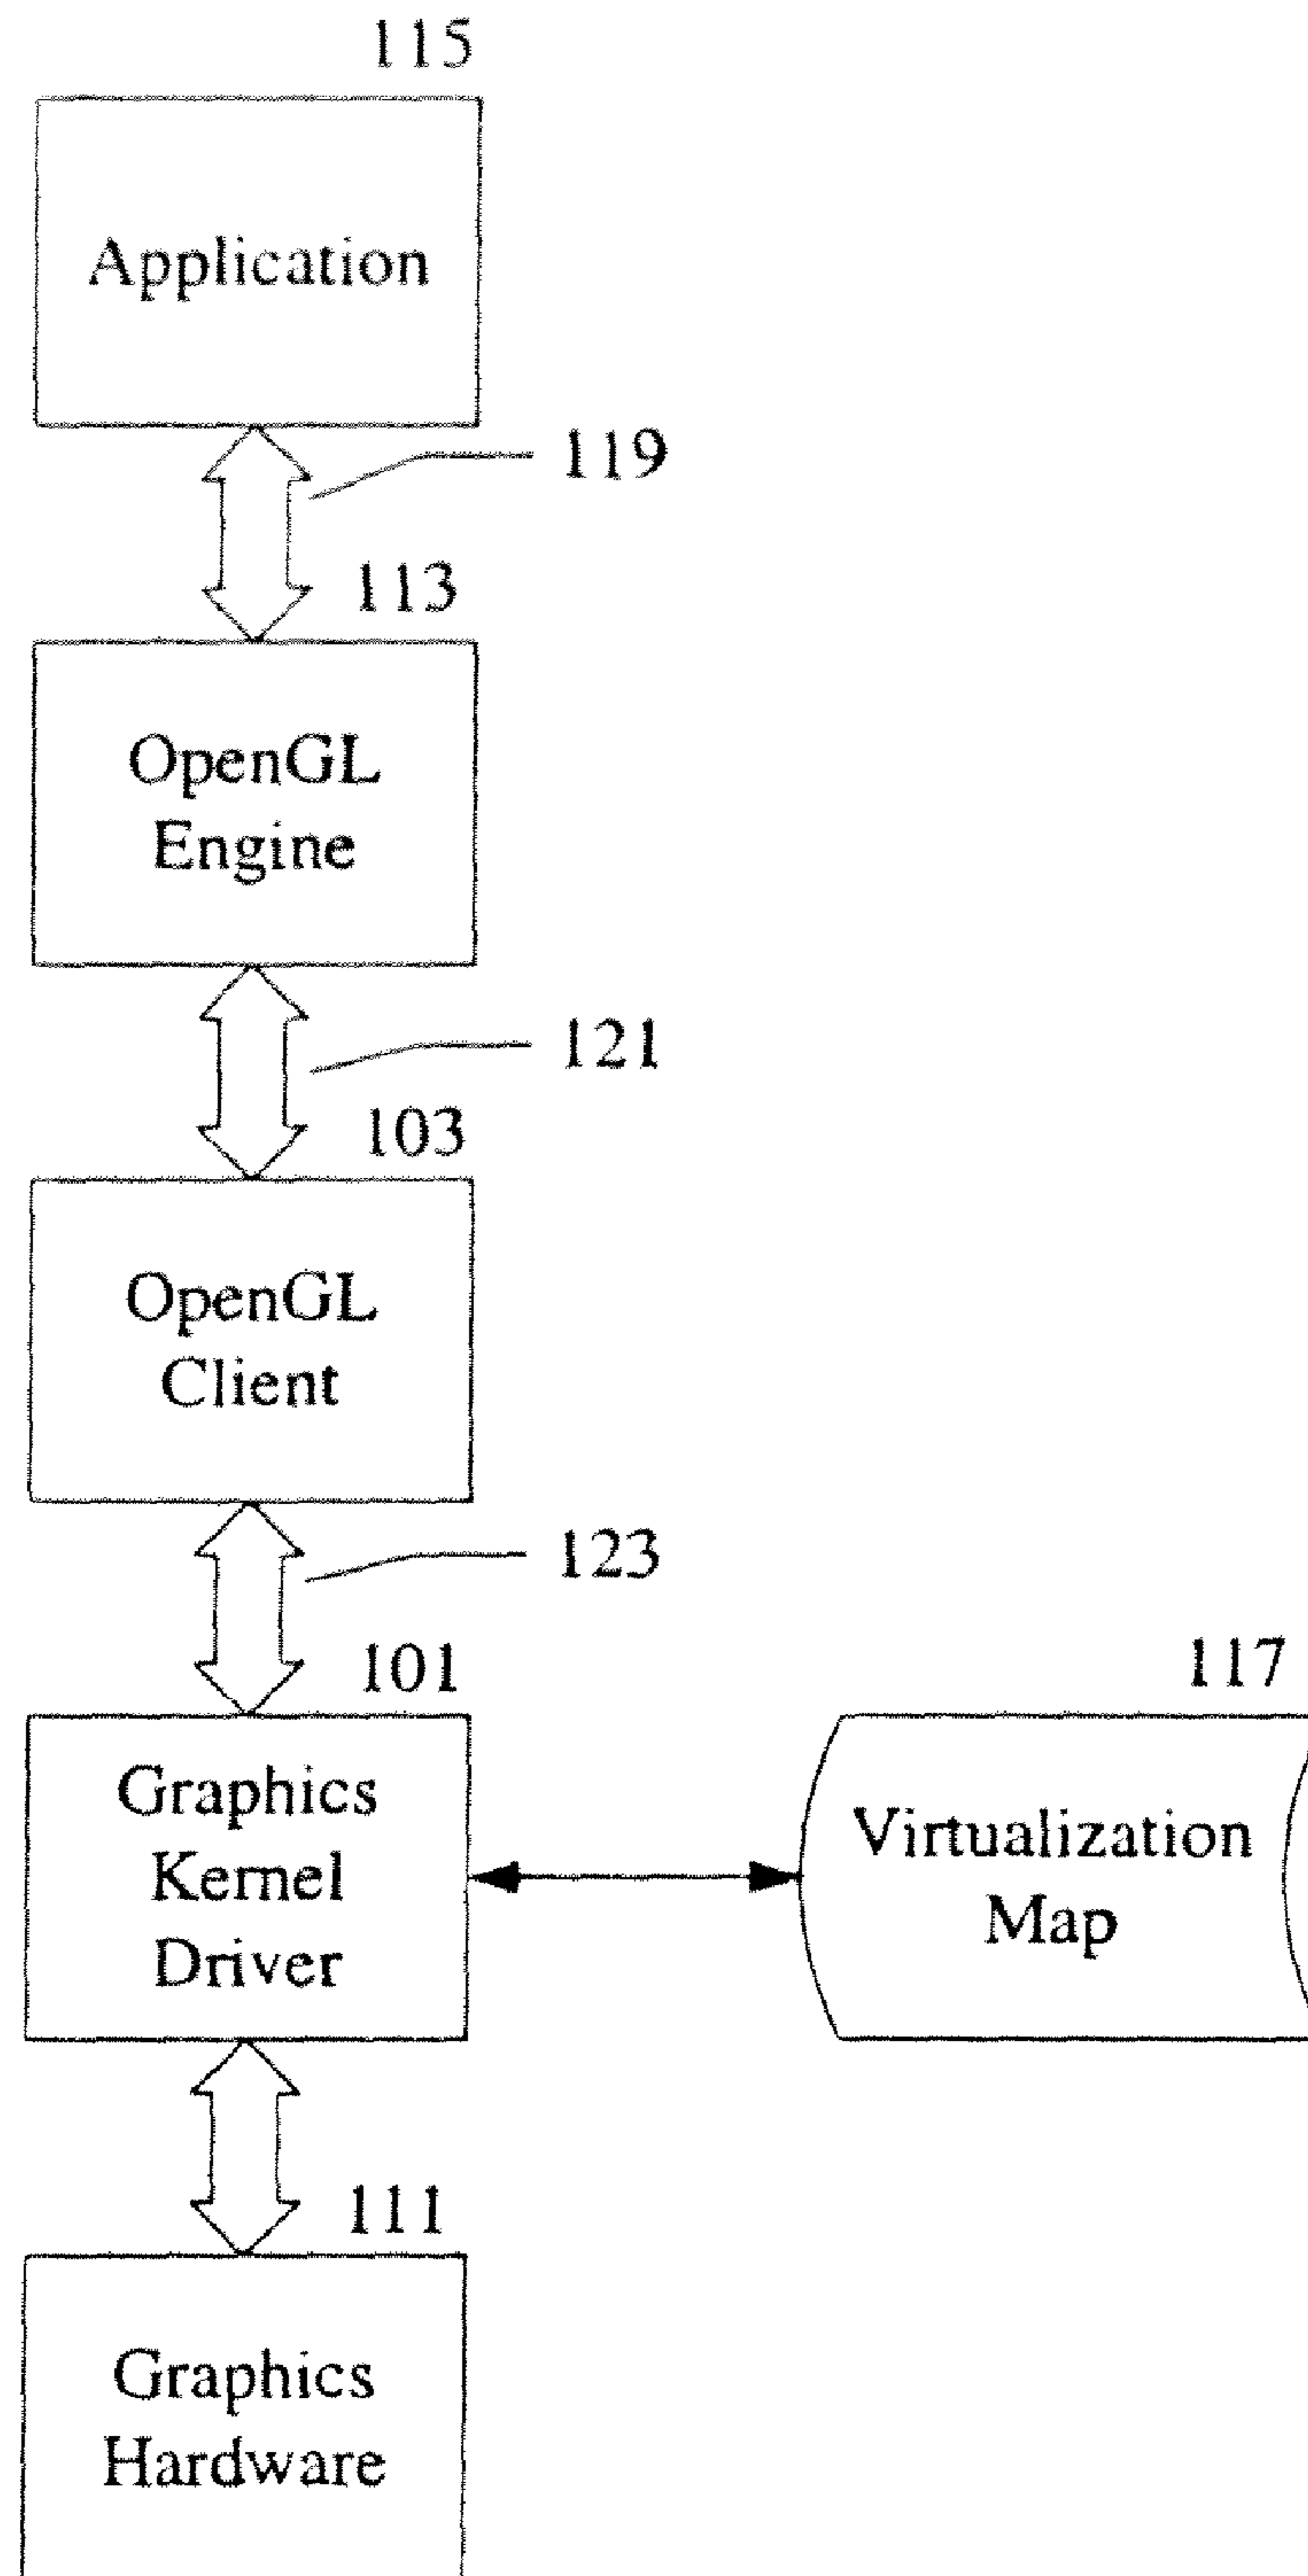 115
Application
119
113
OpenGL
Engine
121
103
OpenGL
Client
123
101
117
Graphics
Kernel
Driver
Virtualization
Map
111
Graphics
Hardware